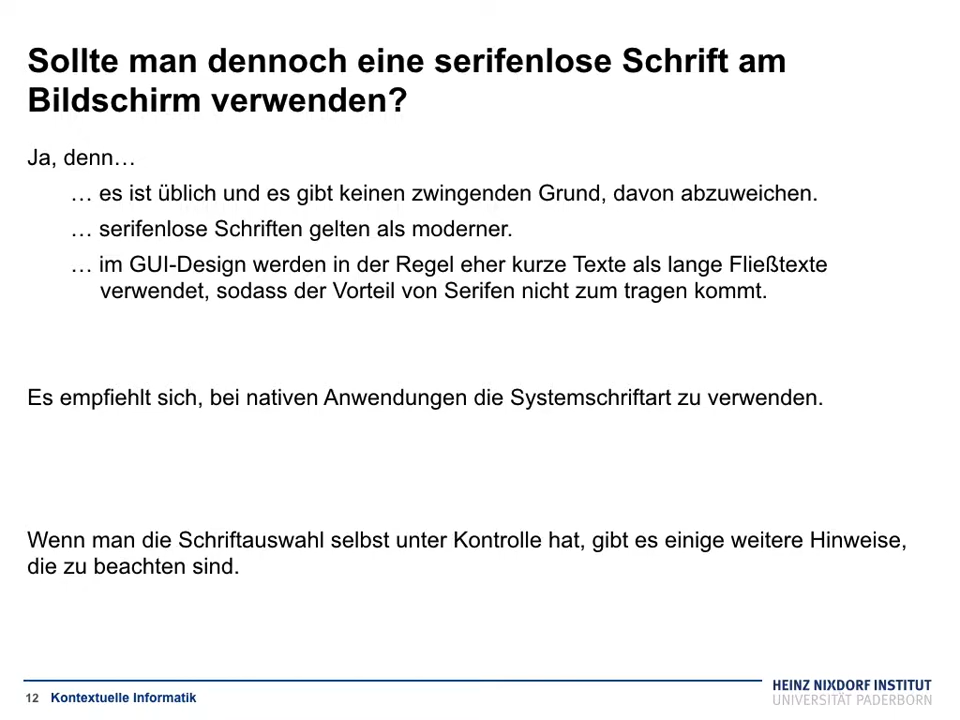 Sollte man dennoch eine serifenlose Schrift am
Bildschirm verwenden?
Ja, denn…
… es ist üblich und es gibt keinen zwingenden Grund, davon abzuweichen.
… serifenlose Schriften gelten als moderner.
… im GUI-Design werden in der Regel eher kurze Texte als lange Fließtexte
verwendet, sodass der Vorteil von Serifen nicht zum tragen kommt.
Es empfiehlt sich, bei nativen Anwendungen die Systemschriftart zu verwenden.
Wenn man die Schriftauswahl selbst unter Kontrolle hat, gibt es einige weitere Hinweise,
die zu beachten sind.
12 Kontextuelle Informatik
HEINZ NIXDORF INSTITUT
UNIVERSITÄT PADERBORN